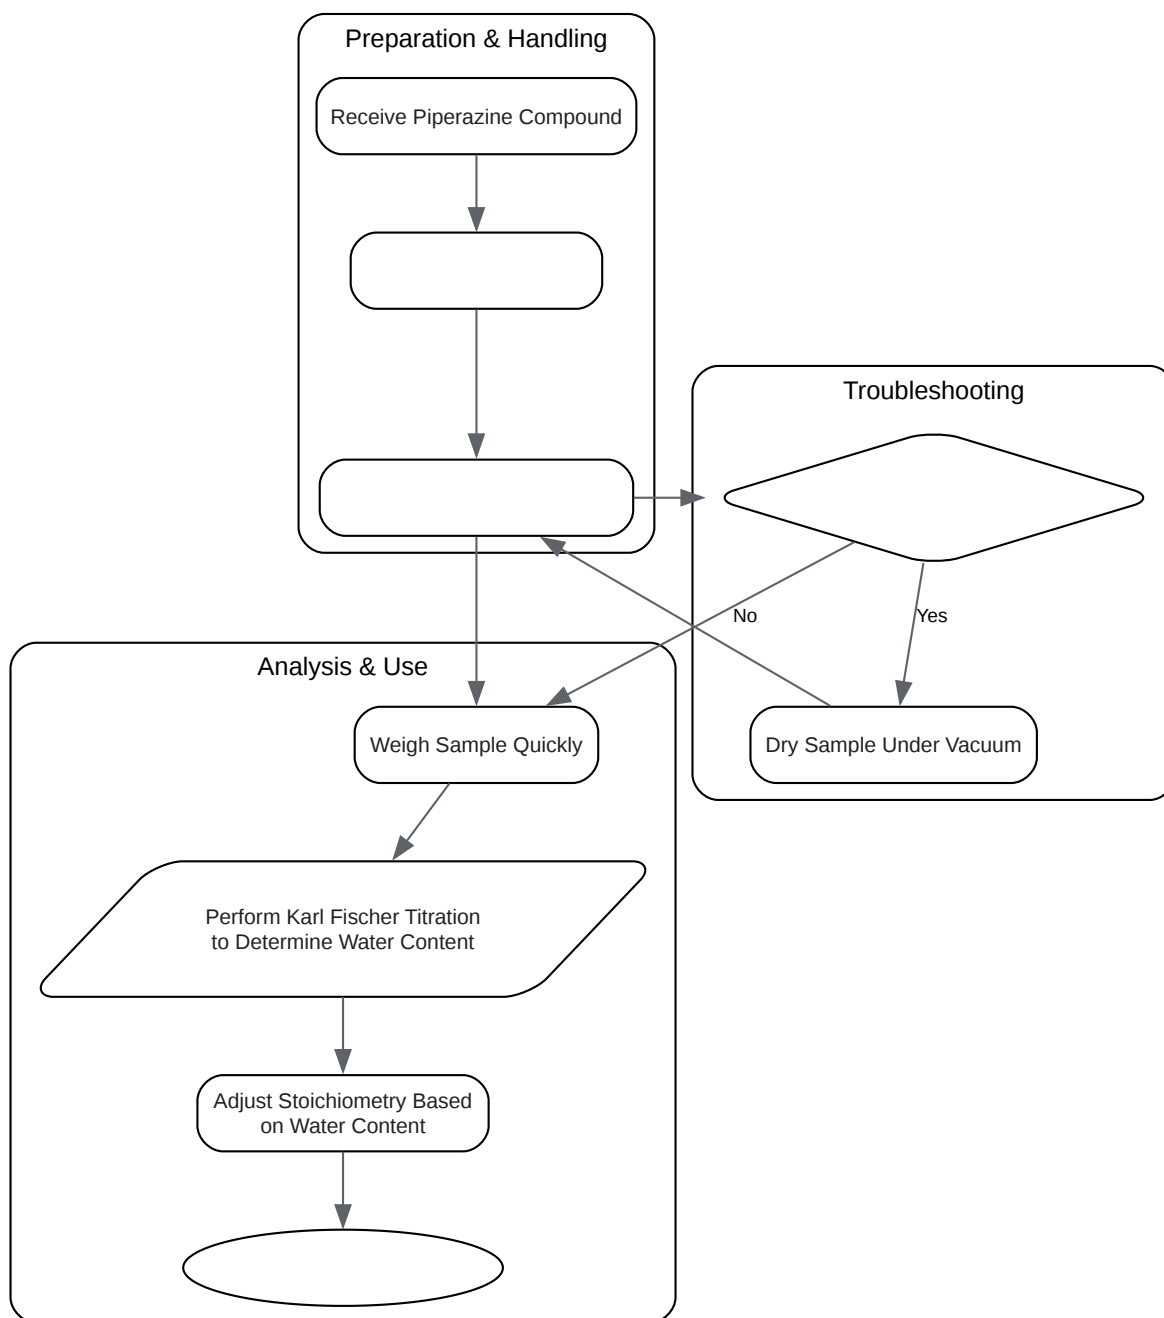 Preparation & Handling
Receive Piperazine Compound
Troubleshooting
No
Yes
Analysis & Use
Weigh Sample Quickly
Dry Sample Under Vacuum
Perform Karl Fischer Titration
to Determine Water Content
Adjust Stoichiometry Based
on Water Content